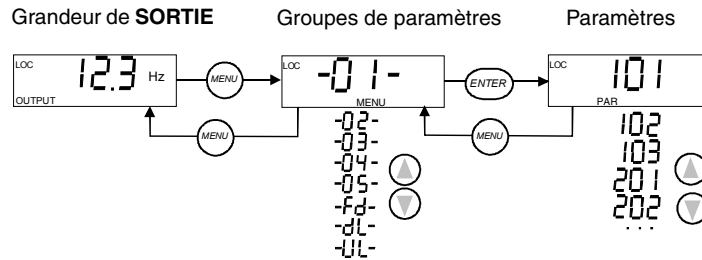 Grandeur de SORTIE Groupes de paramètres Paramètres
LOC 12.3 Hz MENU LOC -01- ENTER LOC 101
OUTPUT MENU PAR
MENU MENU
-02- 102
-03- 103
-04- 201
-05- 202
-Fd- . . .
-dL-
-UL-